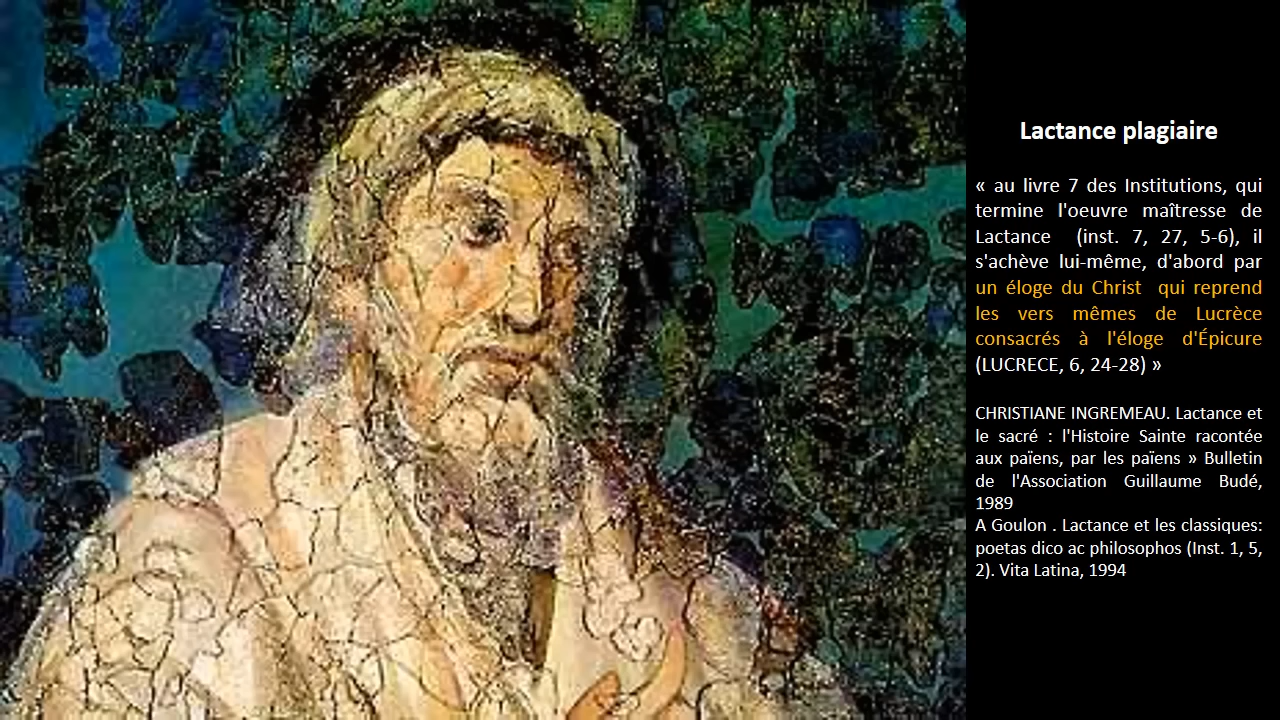 Lactance plagiaire
« au livre 7 des Institutions, qui
termine l'oeuvre maîtresse de
Lactance (inst. 7, 27, 5-6), il
s'achève lui-même, d'abord par
un éloge du Christ qui reprend
les vers mêmes de Lucrèce
consacrés à l'éloge d'Épicure
(LUCRECE, 6, 24-28) »
CHRISTIANE INGREMEAU. Lactance et
le sacré : l'Histoire Sainte racontée
aux païens, par les païens » Bulletin
de l'Association Guillaume Budé,
1989
A Goulon . Lactance et les classiques:
poetas dico ac philosophos (Inst. 1, 5,
2). Vita Latina, 1994